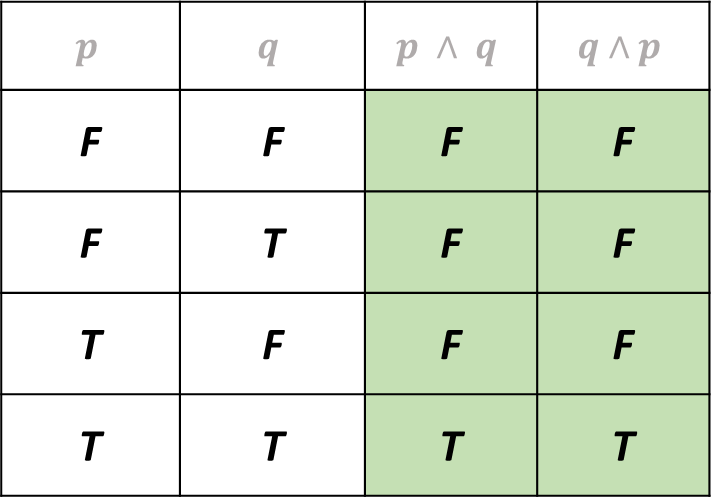 p q p ∧ q q ∧ p
F F F F
F T F F
T F F F
T T T T